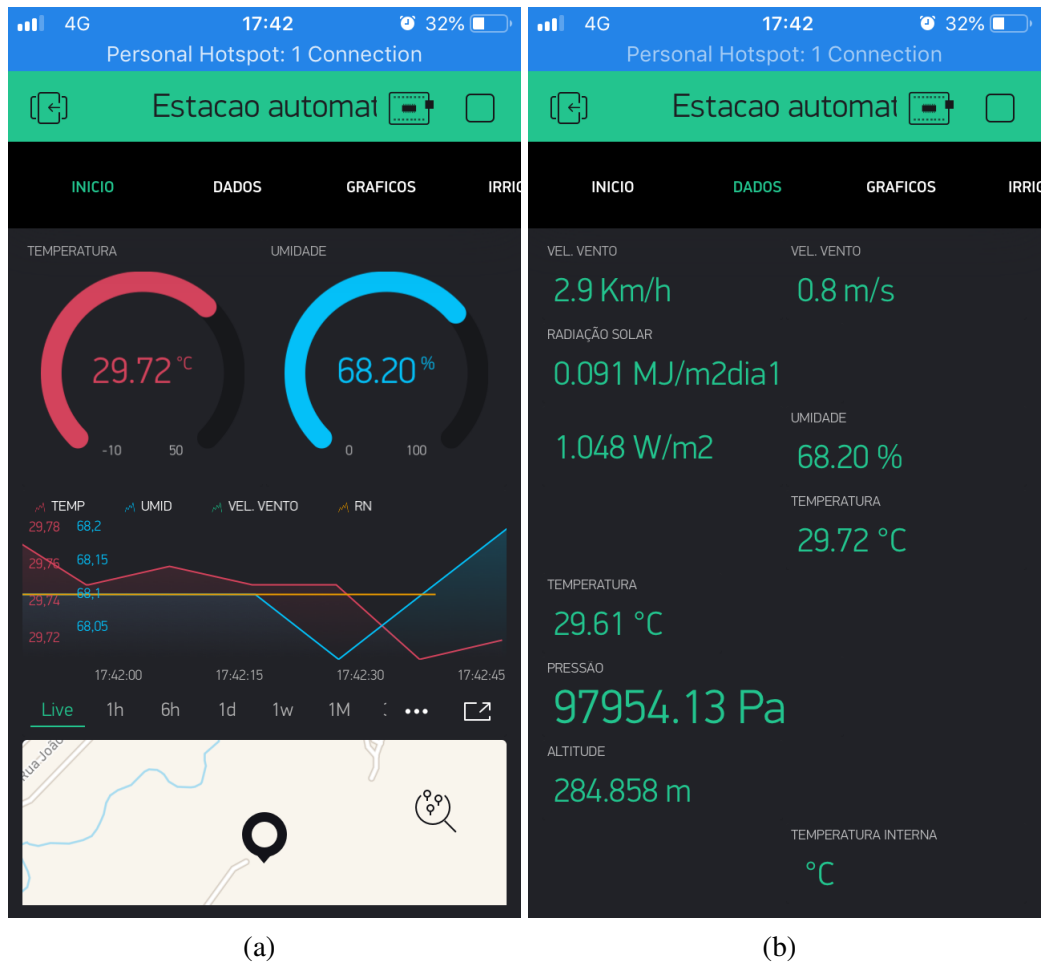 4G 17:42 32%
Personal Hotspot: 1 Connection
Estacao automat
INICIO DADOS GRAFICOS IRRIG
TEMPERATURA UMIDADE
29.72 °C 68.20 %
-10 50 0 100
TEMP UMID VEL. VENTO RN
29,78 68,2
29,76 68,15
29,74 68,1
68,05
29,72
17:42:00 17:42:15 17:42:30 17:42:45
Live 1h 6h 1d 1w 1M
Rua João
(a)
4G 17:42 32%
Personal Hotspot: 1 Connection
Estacao automat
INICIO DADOS GRAFICOS IRRI
VEL. VENTO VEL. VENTO
2.9 Km/h 0.8 m/s
RADIAÇÃO SOLAR
0.091 MJ/m2dia1
UMIDADE
1.048 W/m2 68.20 %
TEMPERATURA
29.72 °C
TEMPERATURA
29.61 °C
PRESSÃO
97954.13 Pa
ALTITUDE
284.858 m
TEMPERATURA INTERNA
°C
(b)